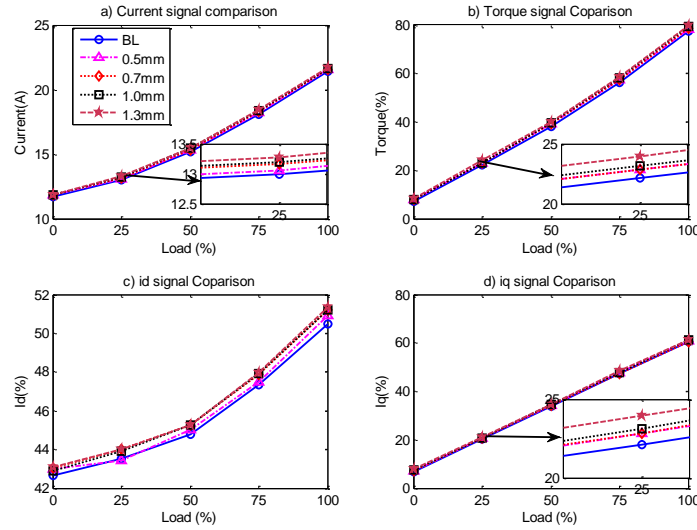 a) Current signal comparison
25
20
15
10
Current(A)
BL
0.5mm
0.7mm
1.0mm
1.3mm
13.5
13
12.5
25
0 25 50 75 100
Load (%)
b) Torque signal Coparison
80
60
40
20
0
Torque(%)
25
20
25
0 25 50 75 100
Load (%)
c) id signal Coparison
52
50
48
46
44
42
Id(%)
0 25 50 75 100
Load (%)
d) iq signal Coparison
80
60
40
20
0
Iq(%)
25
20
25
0 25 50 75 100
Load (%)